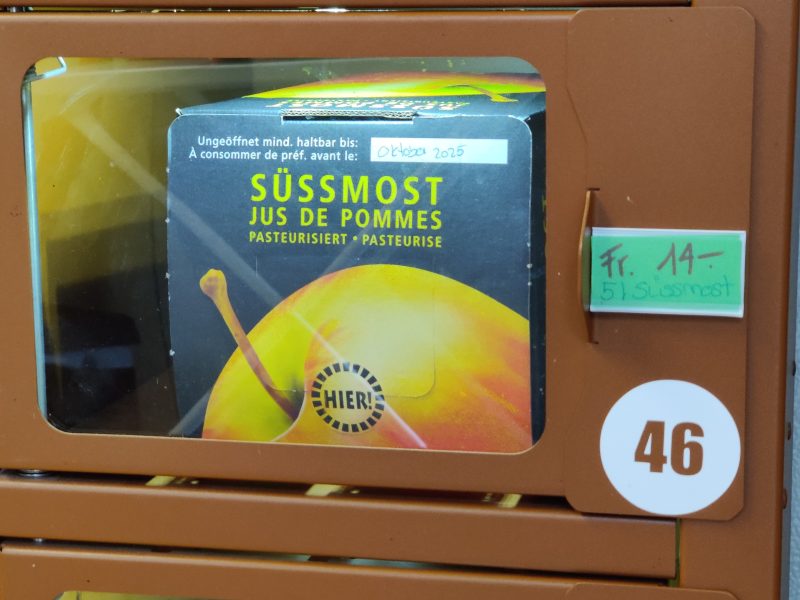 Ungeöffnet mind. haltbar bis:
À consommer de préf. avant le:
Oktober 2025
SÜSSMOST
JUS DE POMMES
PASTEURISIERT • PASTEURISE
HIER!
Fr. 14.-
5 l Süssmost
46